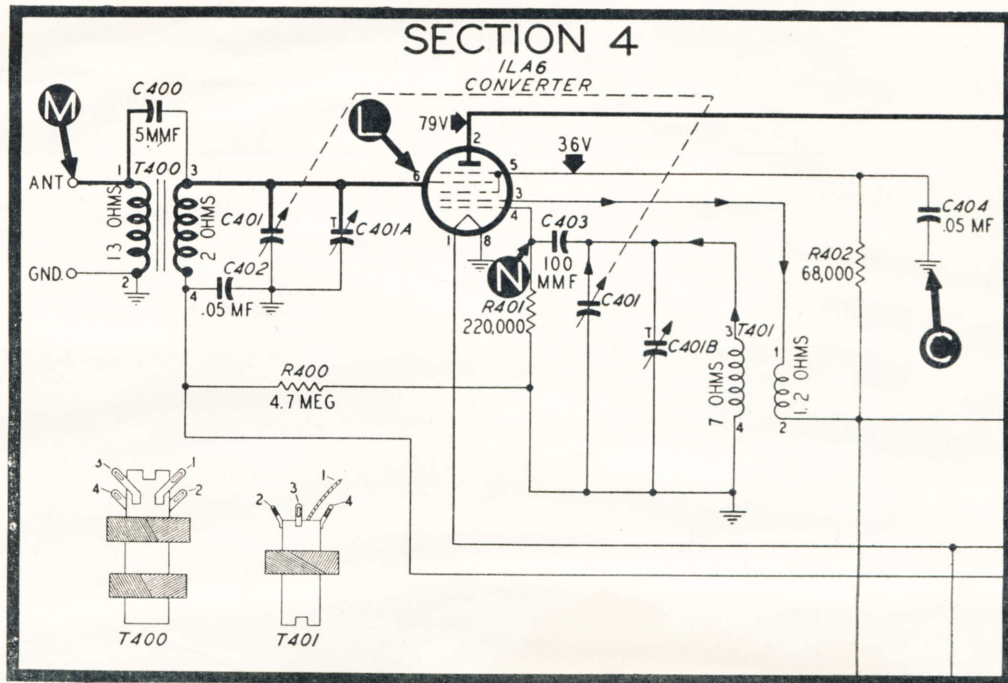 SECTION 4
1LA6
CONVERTER
M
C400
5MMF
L
79V
2
36V
1
T400
3
6
5
ANT
3
4
13 OHMS
2 OHMS
C401
T
C401A
1
8
C403
100
MMF
N
C404
.05 MF
R402
68,000
GND.
2
4
C402
.05 MF
R401
220,000
C401
T
C401B
3
T401
7 OHMS
4
1
1.2 OHMS
2
C
R400
4.7 MEG
3
4
1
2
T400
1
2
3
4
T401